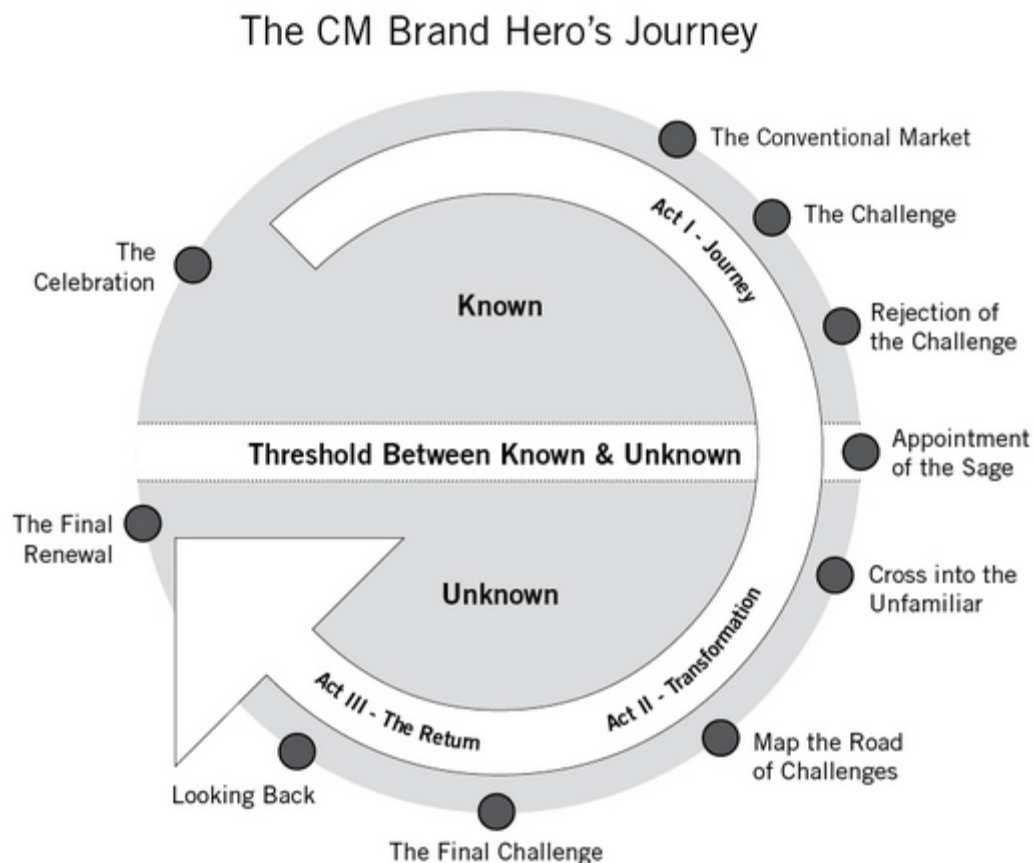 The CM Brand Hero's Journey
The Conventional Market
The Challenge
Rejection of
the Challenge
Appointment
of the Sage
Cross into the
Unfamiliar
Map the Road
of Challenges
The Final Challenge
Looking Back
The Final
Renewal
The
Celebration
Act I - Journey
Act II - Transformation
Act III - The Return
Known
Threshold Between Known & Unknown
Unknown